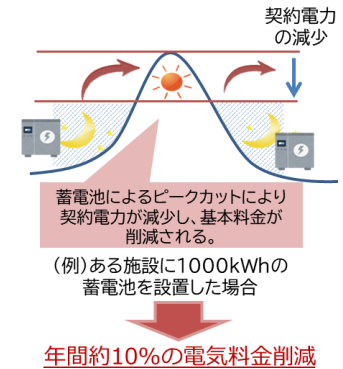 契約電力
の減少
蓄電池によるピークカットにより
契約電力が減少し、基本料金が
削減される。
(例)ある施設に1000kWhの
蓄電池を設置した場合
年間約10%の電気料金削減